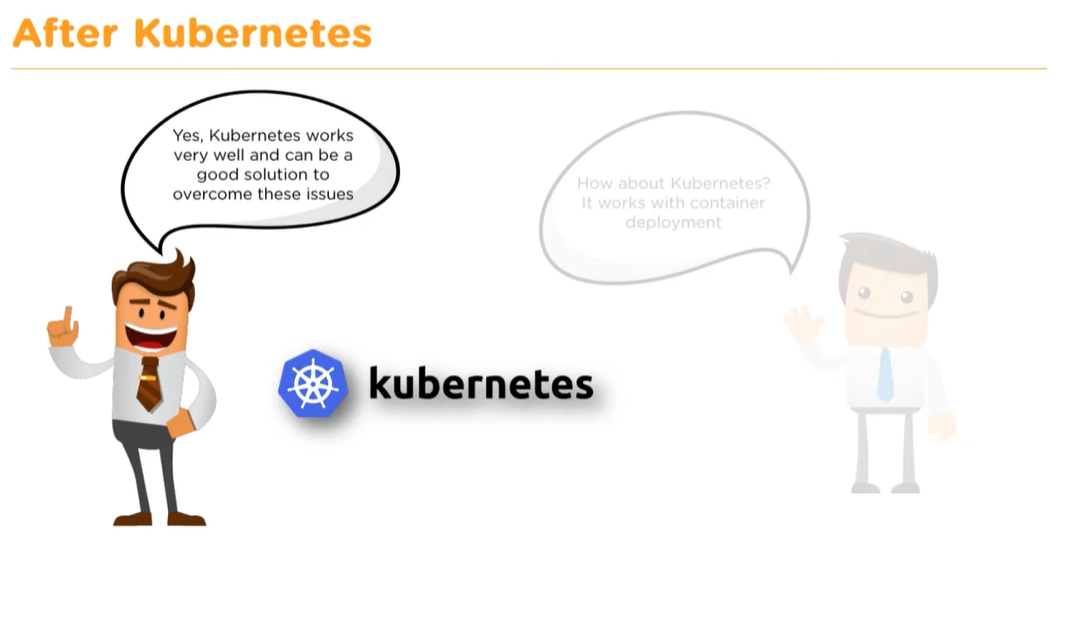 After Kubernetes
Yes, Kubernetes works
very well and can be a
good solution to
overcome these issues
How about Kubernetes?
It works with container
deployment
kubernetes